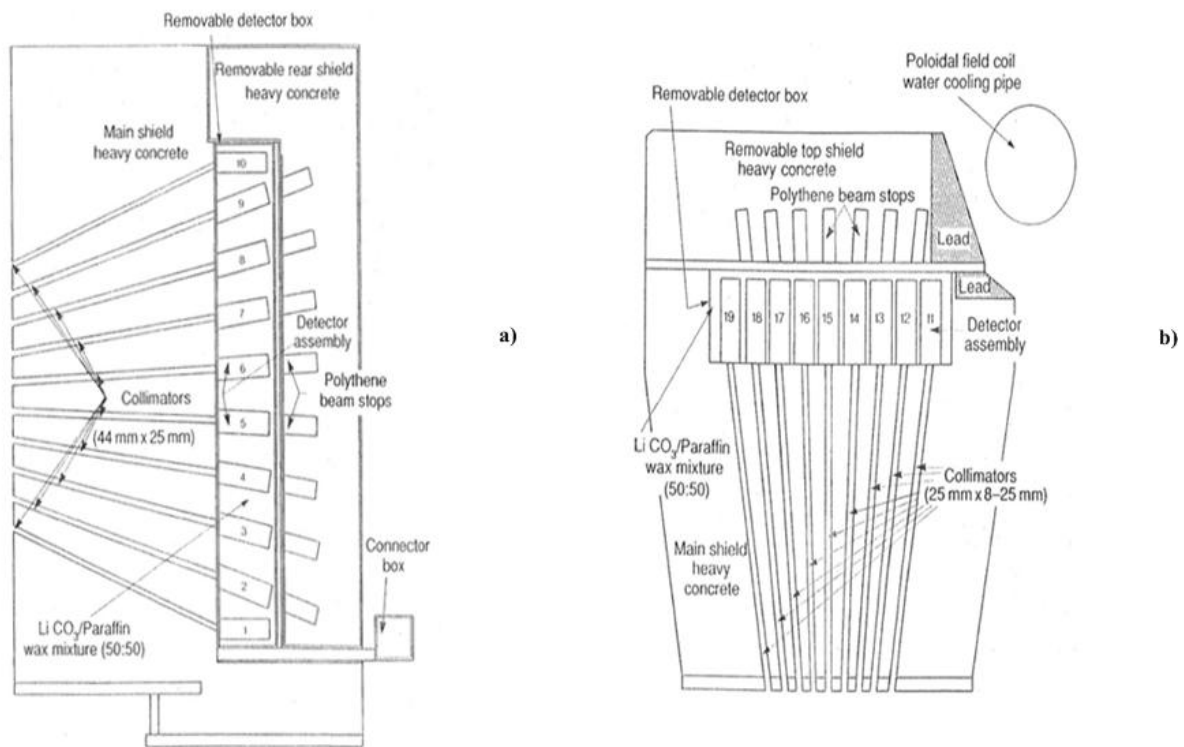 Removable detector box
Removable rear shield
heavy concrete
Main shield
heavy concrete
10
9
8
7
6
5
4
3
2
1
Collimators
(44 mm x 25 mm)
Detector
assembly
Polythene
beam stops
Connector
box
Li CO3/Paraffin
wax mixture (50:50)
a)
Poloidal field coil
water cooling pipe
Removable detector box
Removable top shield
heavy concrete
Polythene beam stops
Lead
Lead
19 18 17 16 15 14 13 12 11
Detector
assembly
Li CO3/Paraffin
wax mixture
(50:50)
Collimators
(25 mm x 8–25 mm)
Main shield
heavy
concrete
b)